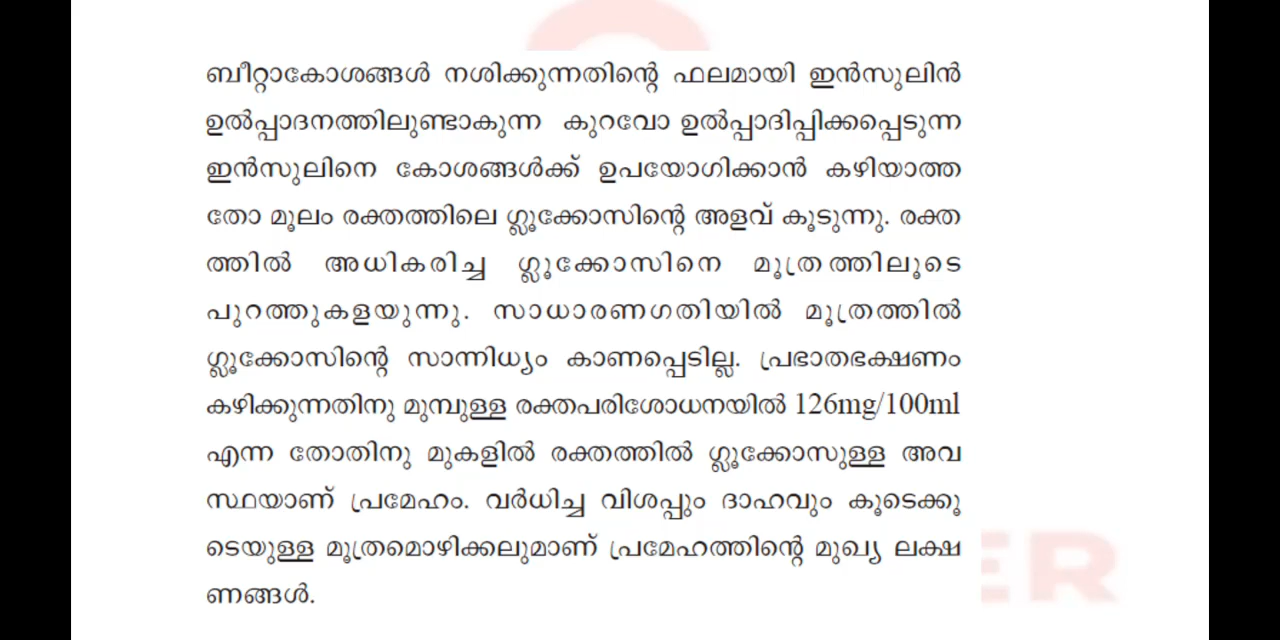 ബീറ്റാകോശങ്ങൾ നശിക്കുന്നതിന്റെ ഫലമായി ഇൻസുലിൻ
ഉൽപ്പാദനത്തിലുണ്ടാകുന്ന കുറവോ ഉൽപ്പാദിപ്പിക്കപ്പെടുന്ന
ഇൻസുലിനെ കോശങ്ങൾക്ക് ഉപയോഗിക്കാൻ കഴിയാത്ത
തോ മൂലം രക്തത്തിലെ ഗ്ലൂക്കോസിന്റെ അളവ് കൂടുന്നു. രക്ത
ത്തിൽ അധികരിച്ച ഗ്ലൂക്കോസിനെ മൂത്രത്തിലൂടെ
പുറത്തുകളയുന്നു. സാധാരണഗതിയിൽ മൂത്രത്തിൽ
ഗ്ലൂക്കോസിന്റെ സാന്നിധ്യം കാണപ്പെടില്ല. പ്രഭാതഭക്ഷണം
കഴിക്കുന്നതിനു മുമ്പുള്ള രക്തപരിശോധനയിൽ 126mg/100ml
എന്ന തോതിനു മുകളിൽ രക്തത്തിൽ ഗ്ലൂക്കോസുള്ള അവ
സ്ഥയാണ് പ്രമേഹം. വർധിച്ച വിശപ്പും ദാഹവും കൂടെക്കൂ
ടെയുള്ള മൂത്രമൊഴിക്കലുമാണ് പ്രമേഹത്തിന്റെ മുഖ്യ ലക്ഷ
ണങ്ങൾ.
ER